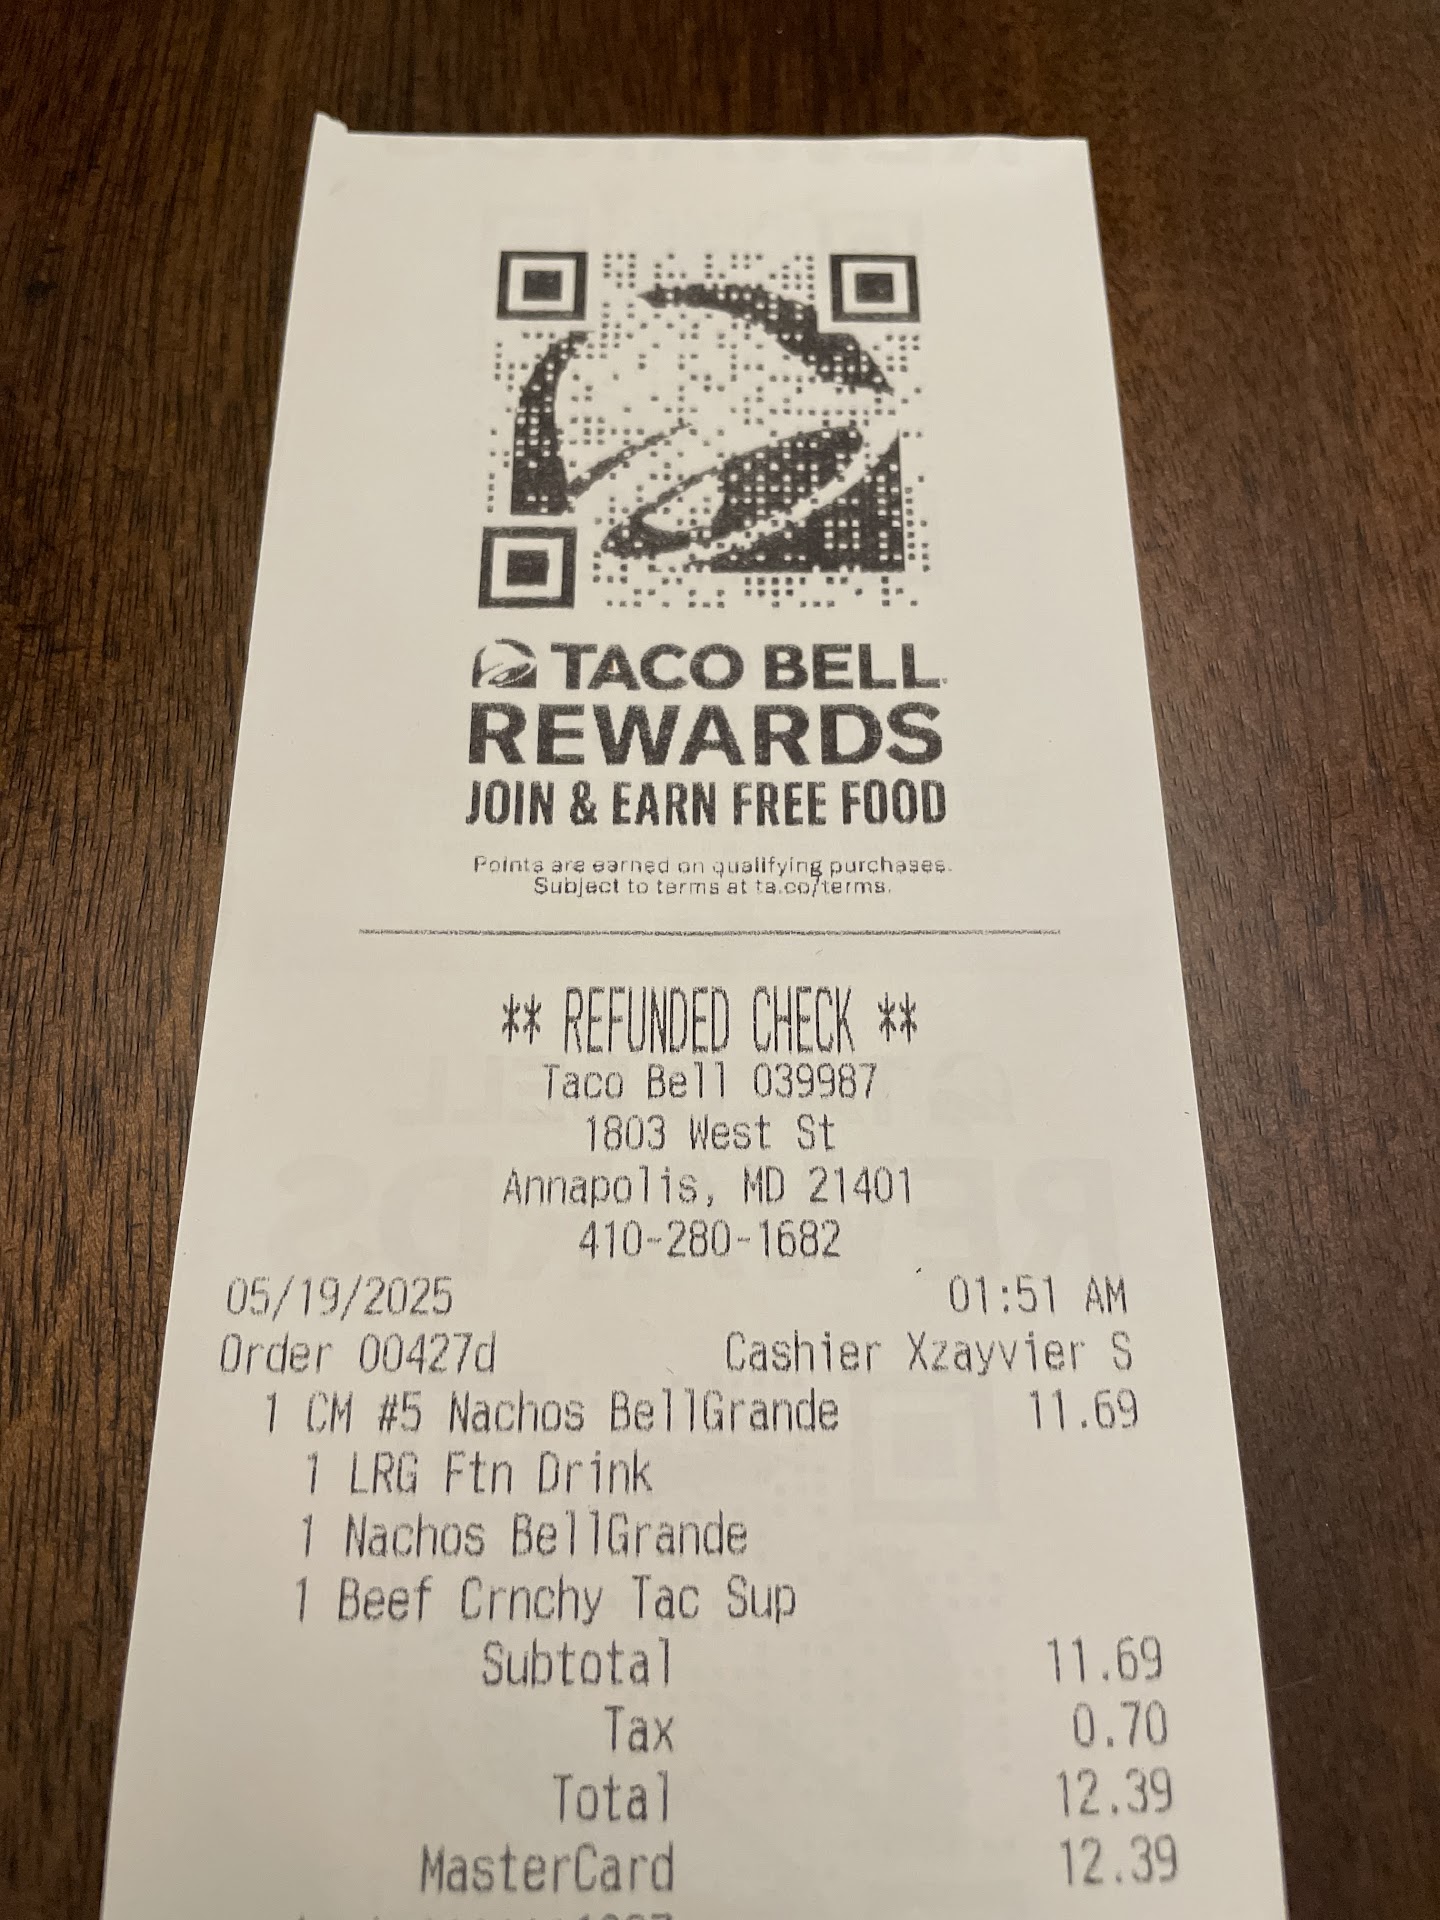 TACO BELL
REWARDS
JOIN & EARN FREE FOOD
Points are earned on qualifying purchases.
Subject to terms at ta.co/terms.
** REFUNDED CHECK **
Taco Bell 039987
1803 West St
Annapolis, MD 21401
410-280-1682
05/19/2025 01:51 AM
Order 00427d Cashier Xzayvier S
1 CM #5 Nachos BellGrande 11.69
1 LRG Ftn Drink
1 Nachos BellGrande
1 Beef Crnchy Tac Sup
Subtotal 11.69
Tax 0.70
Total 12.39
MasterCard 12.39